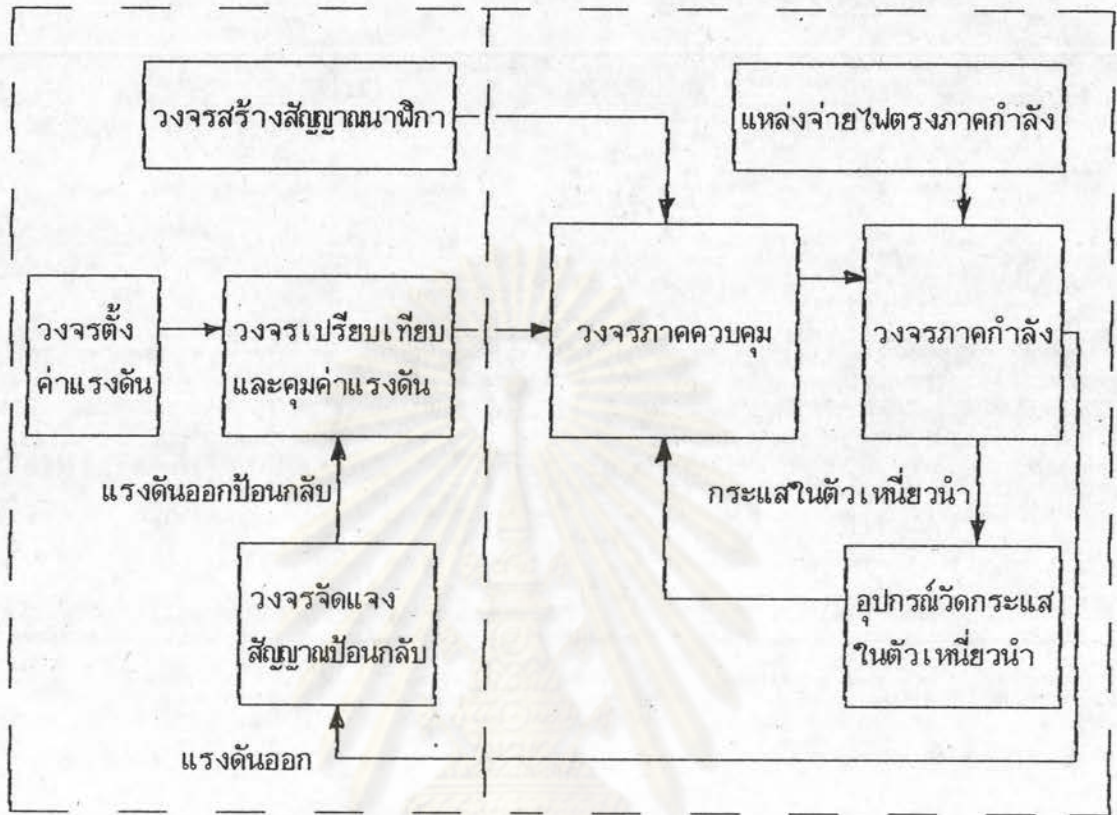 วงจรสร้างสัญญาณนาฬิกา
แหล่งจ่ายไฟตรงภาคกำลัง
วงจรตั้ง
ค่าแรงดัน
วงจรเปรียบเทียบ
และคุมค่าแรงดัน
วงจรภาคควบคุม
วงจรภาคกำลัง
แรงดันออกป้อนกลับ
กระแสในตัวเหนี่ยวนำ
วงจรจัดแจง
สัญญาณป้อนกลับ
อุปกรณ์วัดกระแส
ในตัวเหนี่ยวนำ
แรงดันออก